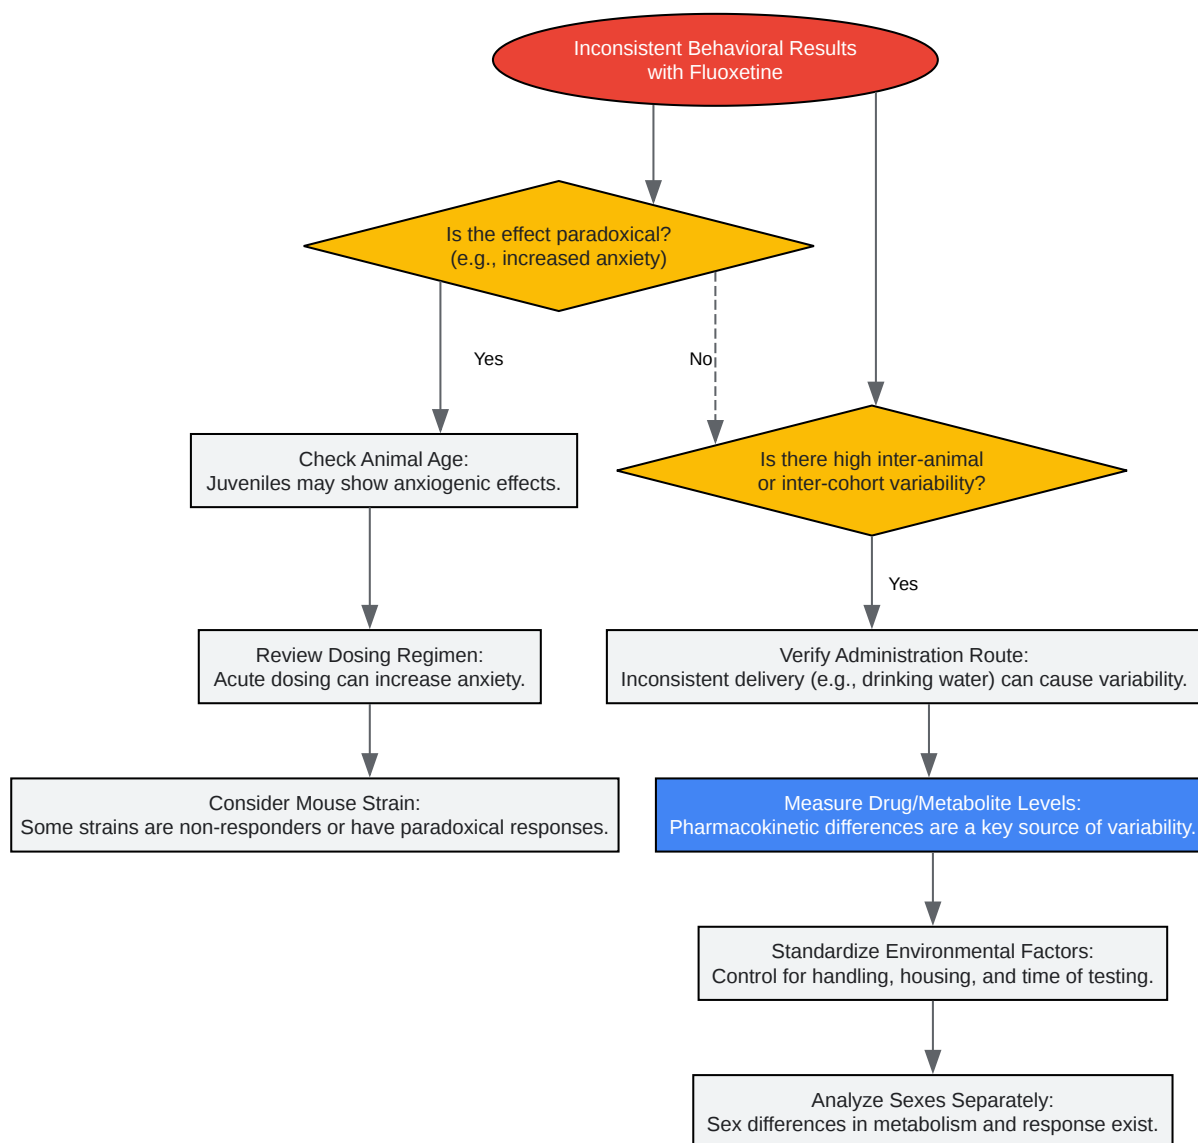 Inconsistent Behavioral Results
with Fluoxetine
Is the effect paradoxical?
(e.g., increased anxiety)
Yes
No
Check Animal Age:
Juveniles may show anxiogenic effects.
Is there high inter-animal
or inter-cohort variability?
Yes
Review Dosing Regimen:
Acute dosing can increase anxiety.
Verify Administration Route:
Inconsistent delivery (e.g., drinking water) can cause variability.
Consider Mouse Strain:
Some strains are non-responders or have paradoxical responses.
Measure Drug/Metabolite Levels:
Pharmacokinetic differences are a key source of variability.
Standardize Environmental Factors:
Control for handling, housing, and time of testing.
Analyze Sexes Separately:
Sex differences in metabolism and response exist.